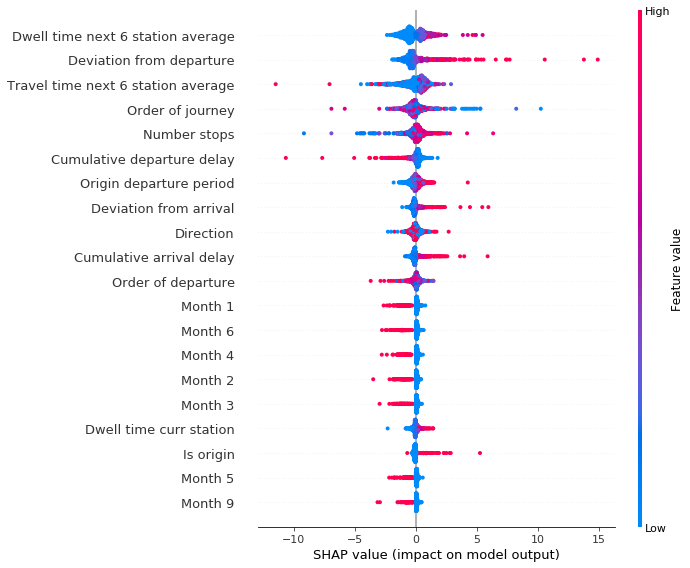 High
Dwell time next 6 station average
Deviation from departure
Travel time next 6 station average
Order of journey
Number stops
Cumulative departure delay
Origin departure period
Deviation from arrival
Direction
Cumulative arrival delay
Order of departure
Month 1
Month 6
Month 4
Month 2
Month 3
Dwell time curr station
Is origin
Month 5
Month 9
Feature value
Low
−10 −5 0 5 10 15
SHAP value (impact on model output)